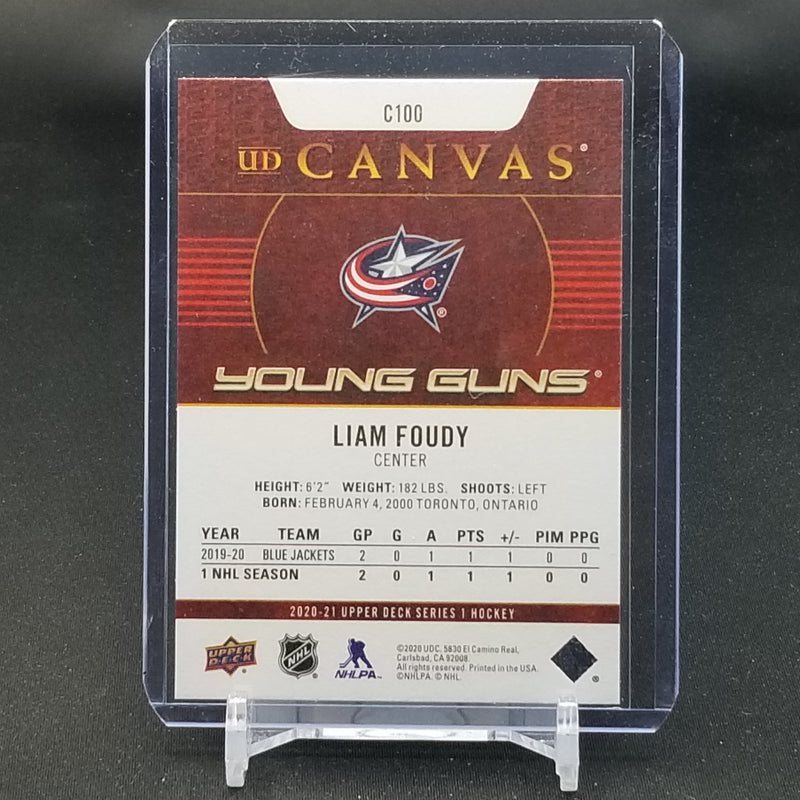 C100
UD CANVAS®
®
YOUNG GUNS®
LIAM FOUDY
CENTER
HEIGHT: 6'2" WEIGHT: 182 LBS. SHOOTS: LEFT
BORN: FEBRUARY 4, 2000 TORONTO, ONTARIO
YEAR TEAM GP G A PTS +/- PIM PPG
2019-20 BLUE JACKETS 2 0 1 1 1 0 0
1 NHL SEASON 2 0 1 1 1 0 0
2020-21 UPPER DECK SERIES 1 HOCKEY
UPPER DECK
NHL
NHLPA™
©2020 UDC. 5830 El Camino Real,
Carlsbad, CA 92008.
All rights reserved. Printed in the USA.
©NHLPA. © NHL.
®